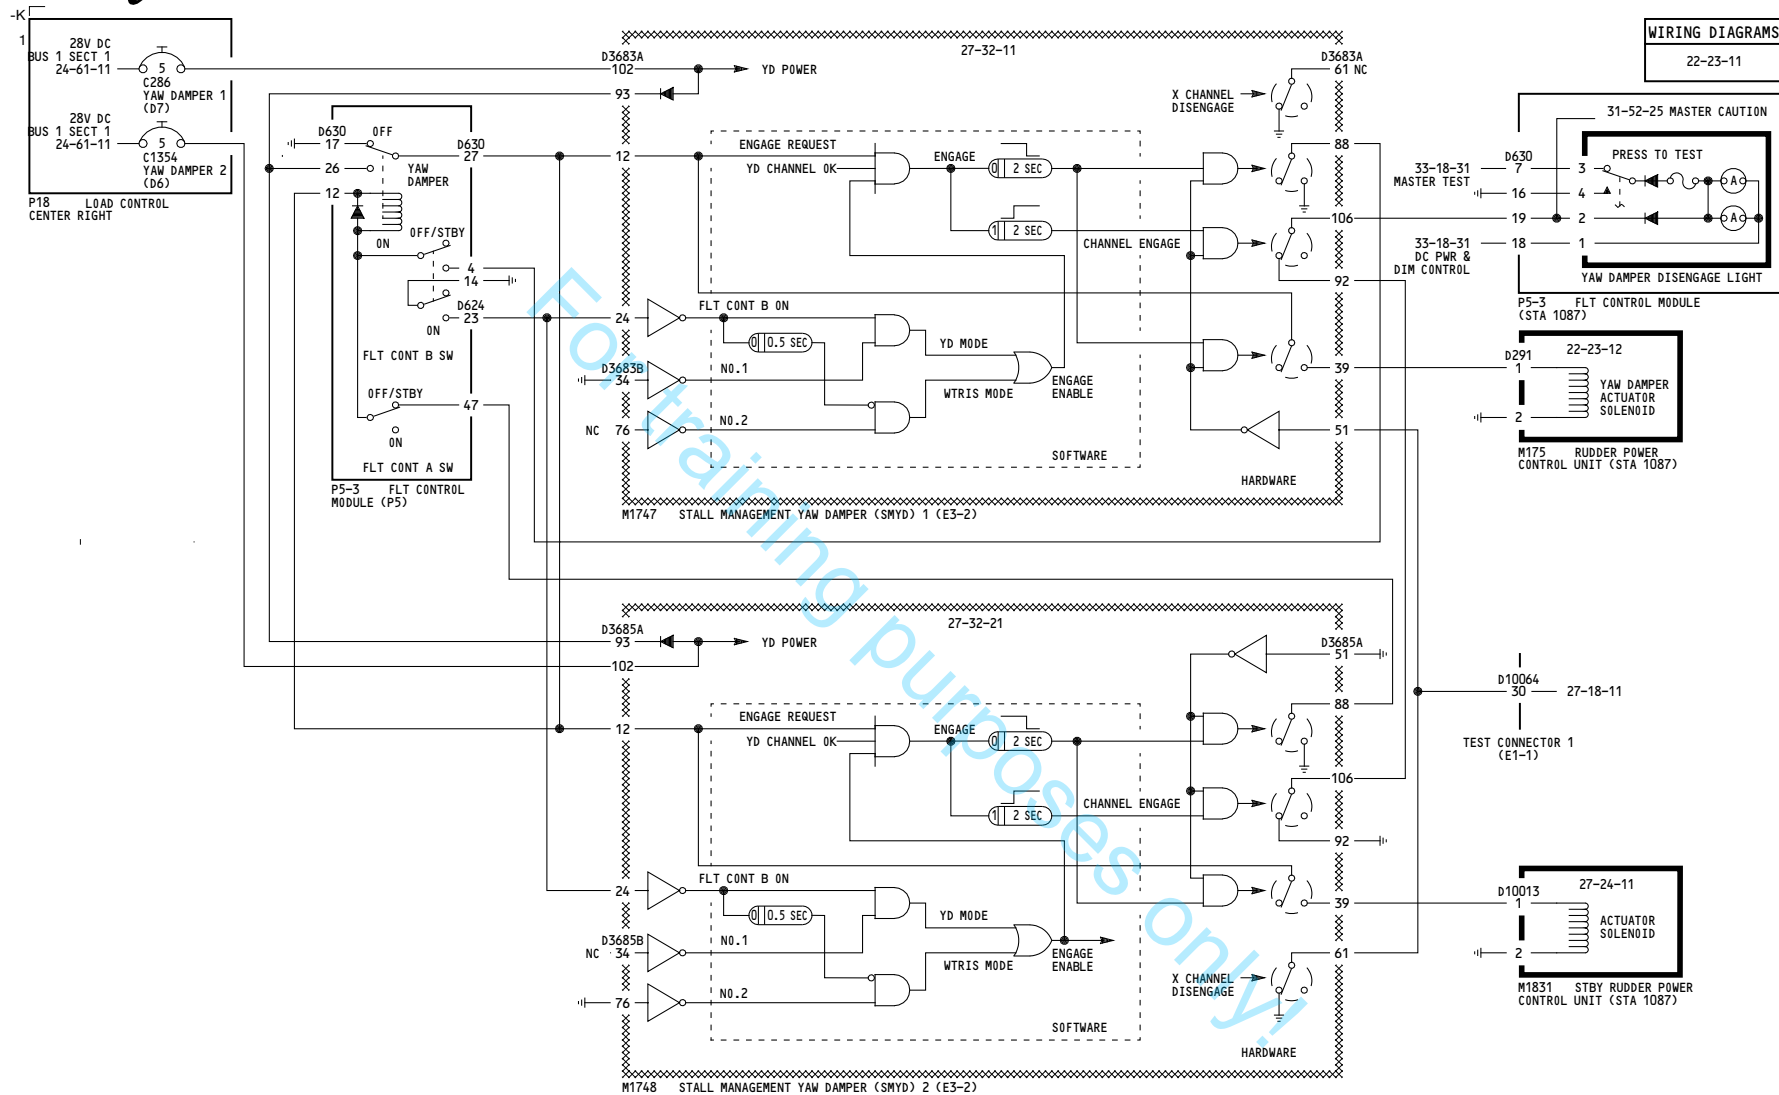 -K
1
28V DC
BUS 1 SECT 1
24-61-11
5
C286
YAW DAMPER 1
(D7)
28V DC
BUS 1 SECT 1
24-61-11
5
C1354
YAW DAMPER 2
(D6)
P18 LOAD CONTROL
CENTER RIGHT
D630
17
OFF
D630
27
26
YAW
DAMPER
12
ON
OFF/STBY
4
14
D624
23
ON
FLT CONT B SW
OFF/STBY
47
ON
FLT CONT A SW
P5-3 FLT CONTROL
MODULE (P5)
27-32-11
D3683A
102
YD POWER
93
12
ENGAGE REQUEST
YD CHANNEL OK
ENGAGE
0 2 SEC
1 2 SEC
CHANNEL ENGAGE
24
FLT CONT B ON
0 0.5 SEC
YD MODE
D3683B
34
NO.1
WTRIS MODE
ENGAGE
ENABLE
NC 76
NO.2
SOFTWARE
HARDWARE
D3683A
61 NC
X CHANNEL
DISENGAGE
88
106
92
39
51
M1747 STALL MANAGEMENT YAW DAMPER (SMYD) 1 (E3-2)
WIRING DIAGRAMS
22-23-11
31-52-25 MASTER CAUTION
PRESS TO TEST
33-18-31
MASTER TEST
D630
7
3
A
16
4
19
2
A
33-18-31
DC PWR &
DIM CONTROL
18
1
YAW DAMPER DISENGAGE LIGHT
P5-3 FLT CONTROL MODULE
(STA 1087)
22-23-12
D291
1
YAW DAMPER
ACTUATOR
SOLENOID
2
M175 RUDDER POWER
CONTROL UNIT (STA 1087)
27-32-21
D3685A
93
YD POWER
102
12
ENGAGE REQUEST
YD CHANNEL OK
ENGAGE
0 2 SEC
1 2 SEC
CHANNEL ENGAGE
24
FLT CONT B ON
0 0.5 SEC
YD MODE
D3685B
NC 34
NO.1
WTRIS MODE
ENGAGE
ENABLE
76
NO.2
SOFTWARE
HARDWARE
D3685A
51
88
106
92
39
61
X CHANNEL
DISENGAGE
M1748 STALL MANAGEMENT YAW DAMPER (SMYD) 2 (E3-2)
D10064
30
27-18-11
TEST CONNECTOR 1
(E1-1)
27-24-11
D10013
1
ACTUATOR
SOLENOID
2
M1831 STBY RUDDER POWER
CONTROL UNIT (STA 1087)
For training purposes only!